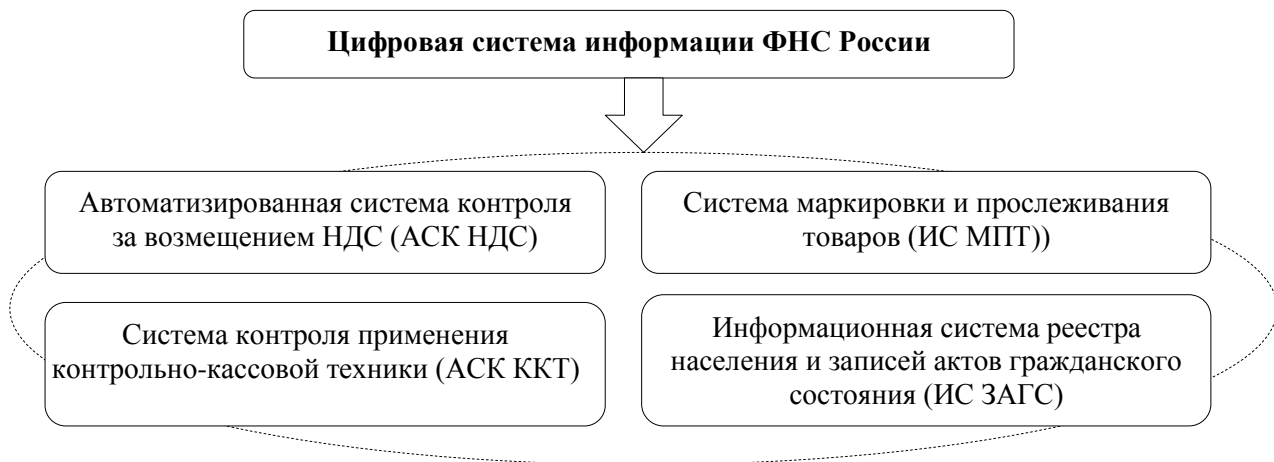 Цифровая система информации ФНС России
Автоматизированная система контроля
за возмещением НДС (АСК НДС)
Система маркировки и прослеживания
товаров (ИС МПТ))
Система контроля применения
контрольно-кассовой техники (АСК ККТ)
Информационная система реестра
населения и записей актов гражданского
состояния (ИС ЗАГС)